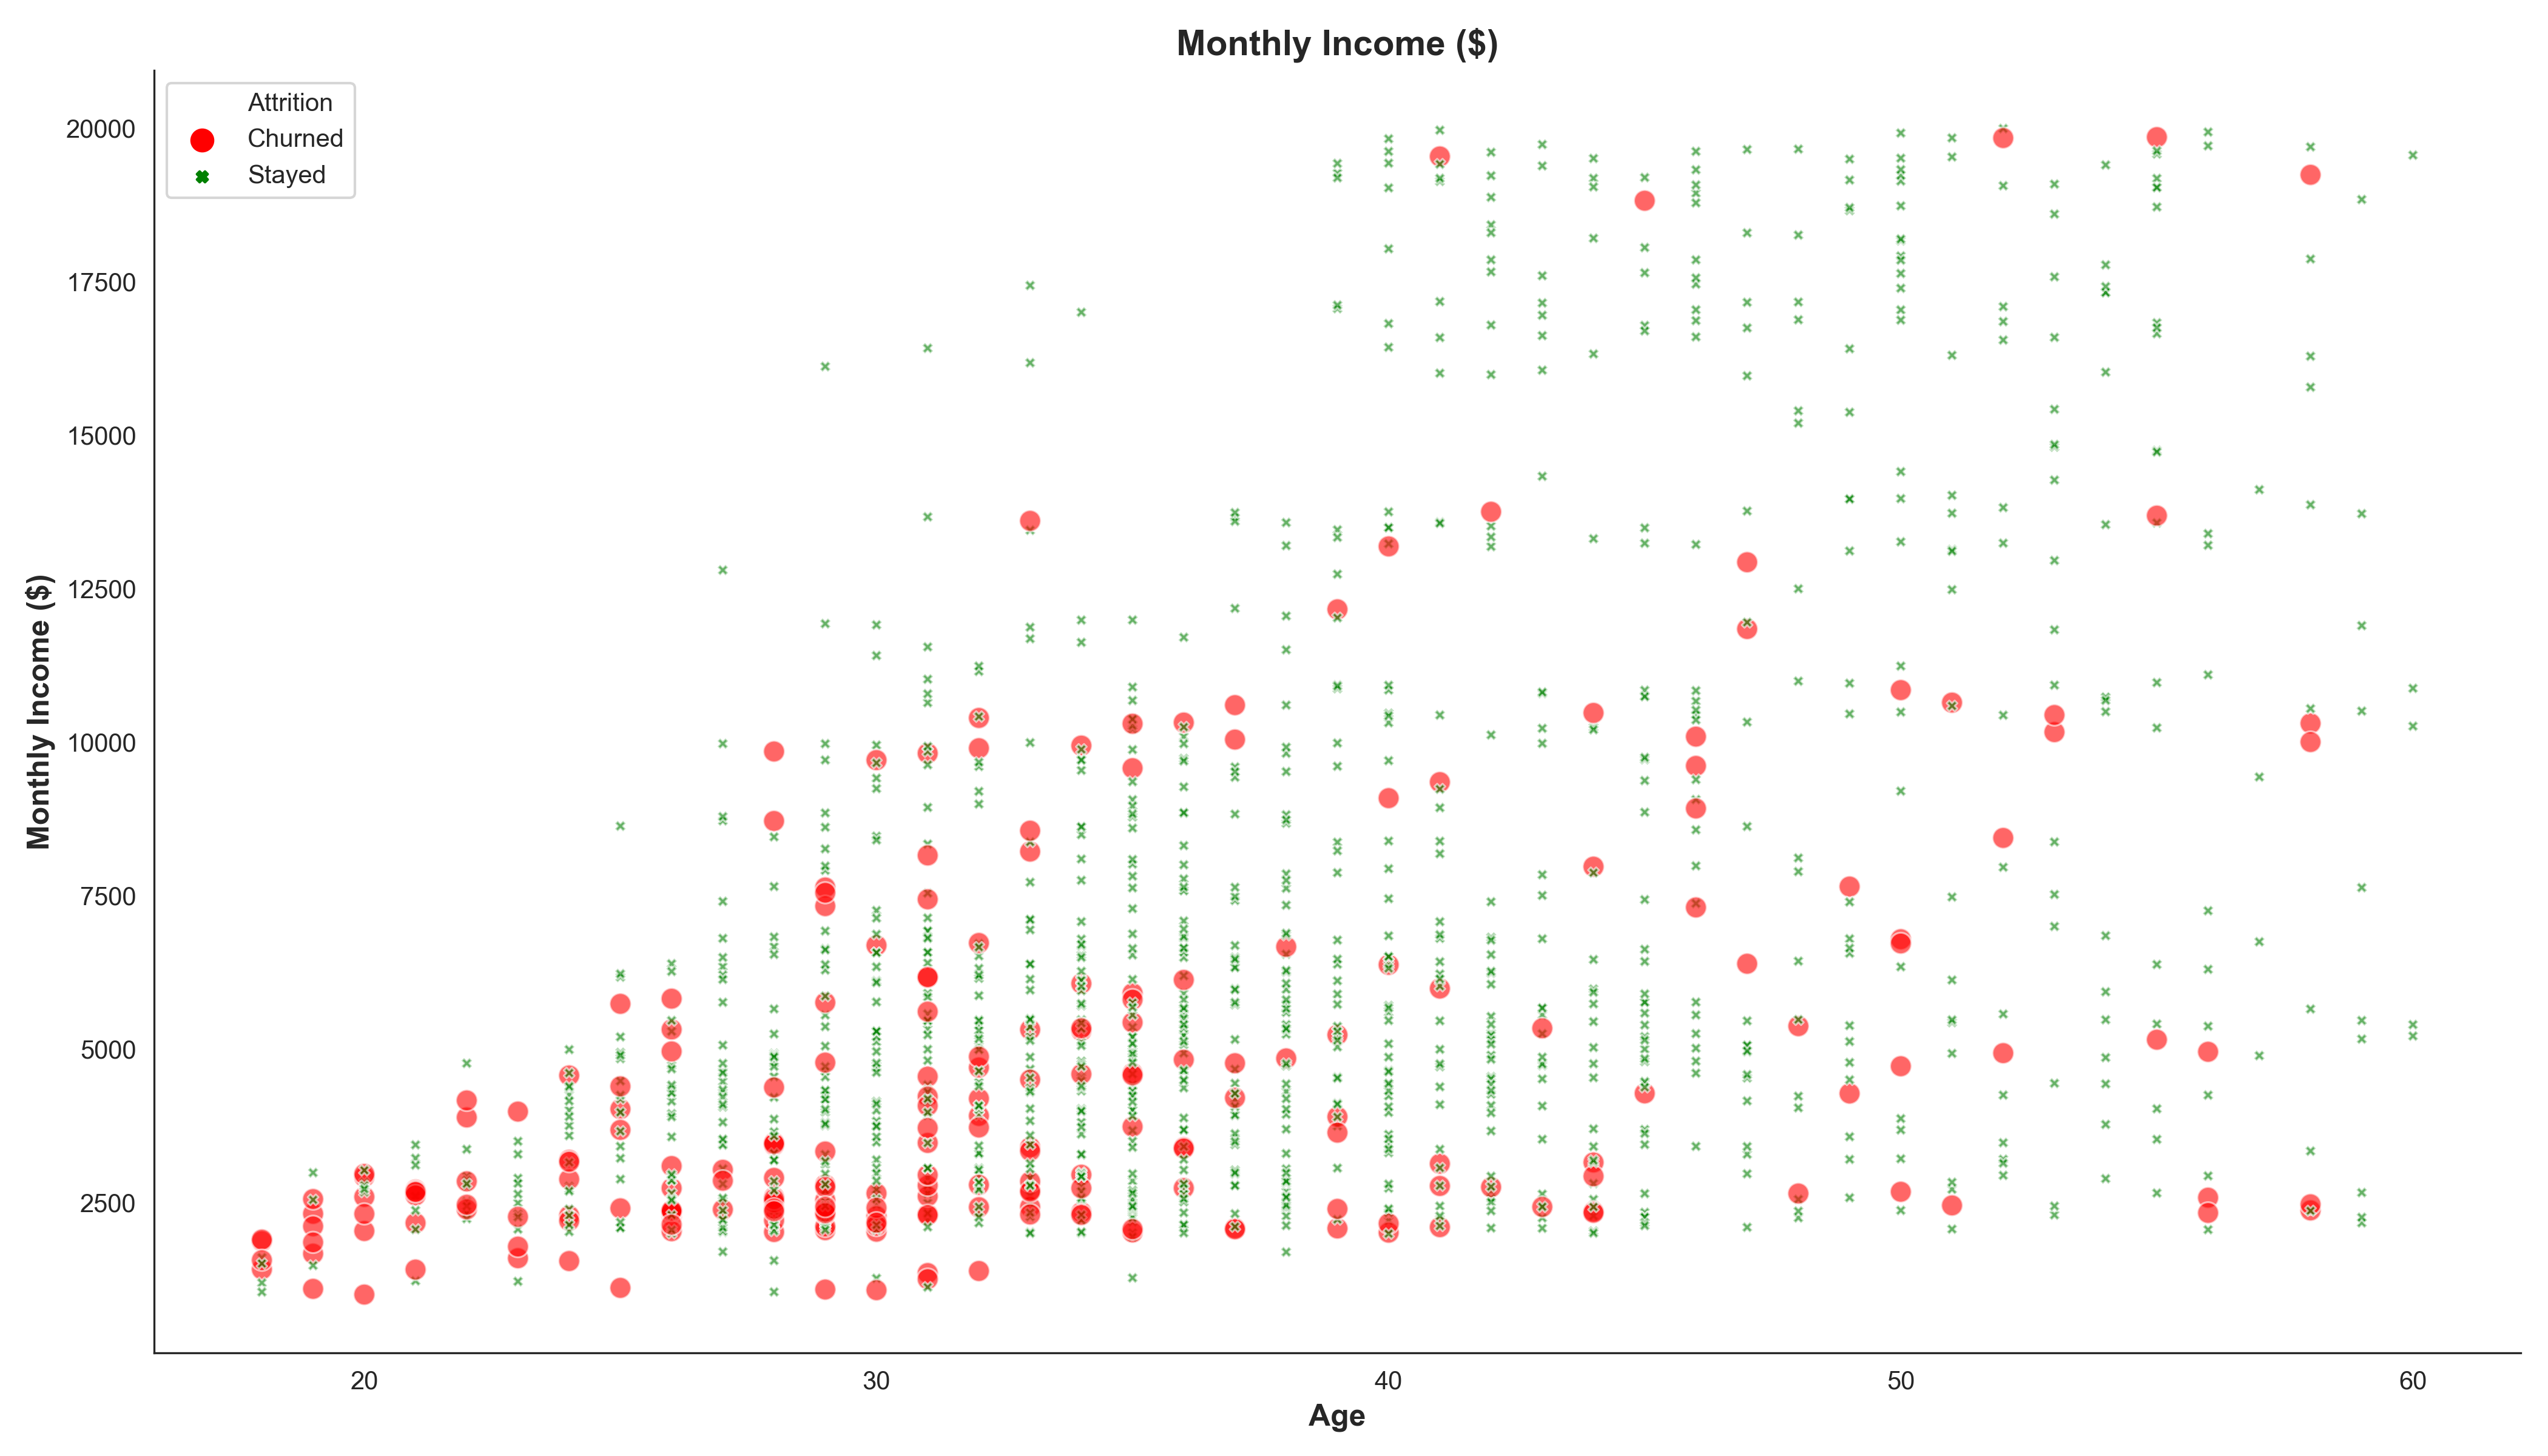 Monthly Income ($)
Attrition
Churned
Stayed
20000
17500
15000
12500
10000
7500
5000
2500
Monthly Income ($)
20
30
40
50
60
Age